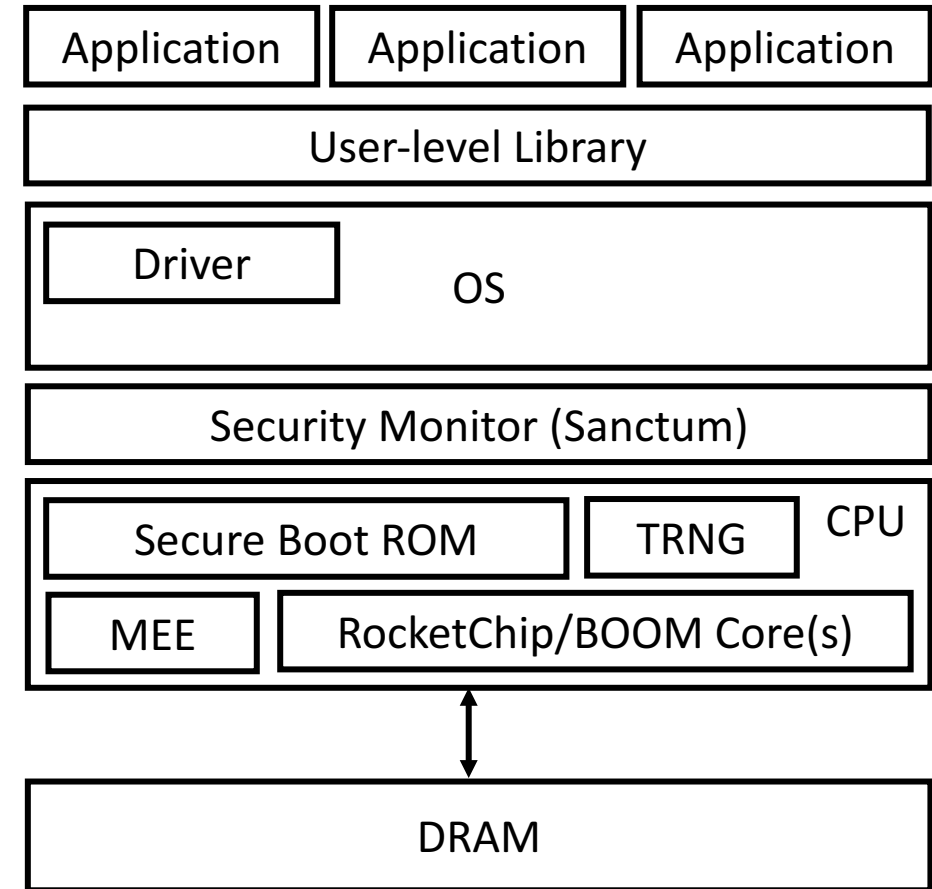 Application
Application
Application
User-level Library
Driver
OS
Security Monitor (Sanctum)
CPU
Secure Boot ROM
TRNG
MEE
RocketChip/BOOM Core(s)
DRAM